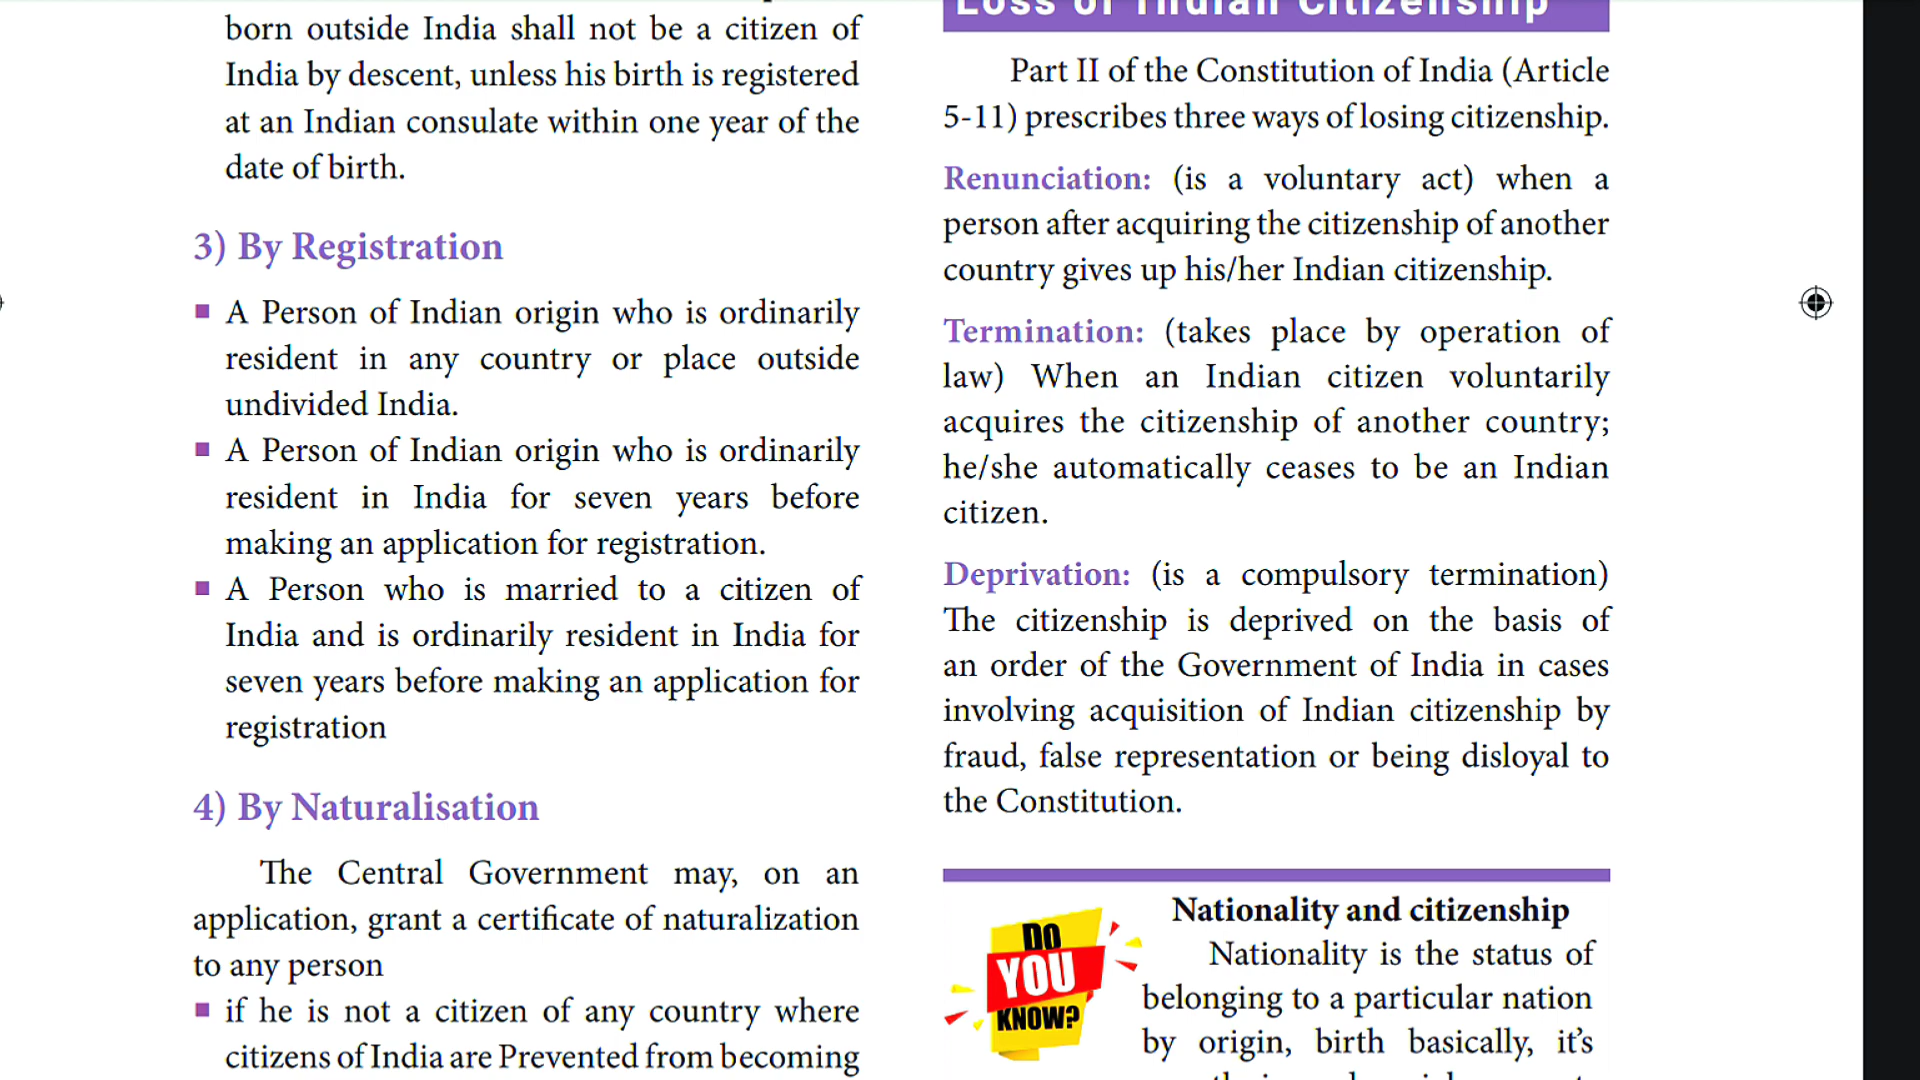 born outside India shall not be a citizen of
India by descent, unless his birth is registered
at an Indian consulate within one year of the
date of birth.
3) By Registration
A Person of Indian origin who is ordinarily
resident in any country or place outside
undivided India.
A Person of Indian origin who is ordinarily
resident in India for seven years before
making an application for registration.
A Person who is married to a citizen of
India and is ordinarily resident in India for
seven years before making an application for
registration
4) By Naturalisation
The Central Government may, on an
application, grant a certificate of naturalization
to any person
if he is not a citizen of any country where
citizens of India are Prevented from becoming
Loss of Indian Citizenship
Part II of the Constitution of India (Article
5-11) prescribes three ways of losing citizenship.
Renunciation: (is a voluntary act) when a
person after acquiring the citizenship of another
country gives up his/her Indian citizenship.
Termination: (takes place by operation of
law) When an Indian citizen voluntarily
acquires the citizenship of another country;
he/she automatically ceases to be an Indian
citizen.
Deprivation: (is a compulsory termination)
The citizenship is deprived on the basis of
an order of the Government of India in cases
involving acquisition of Indian citizenship by
fraud, false representation or being disloyal to
the Constitution.
DO
YOU
KNOW?
Nationality and citizenship
Nationality is the status of
belonging to a particular nation
by origin, birth basically, it's